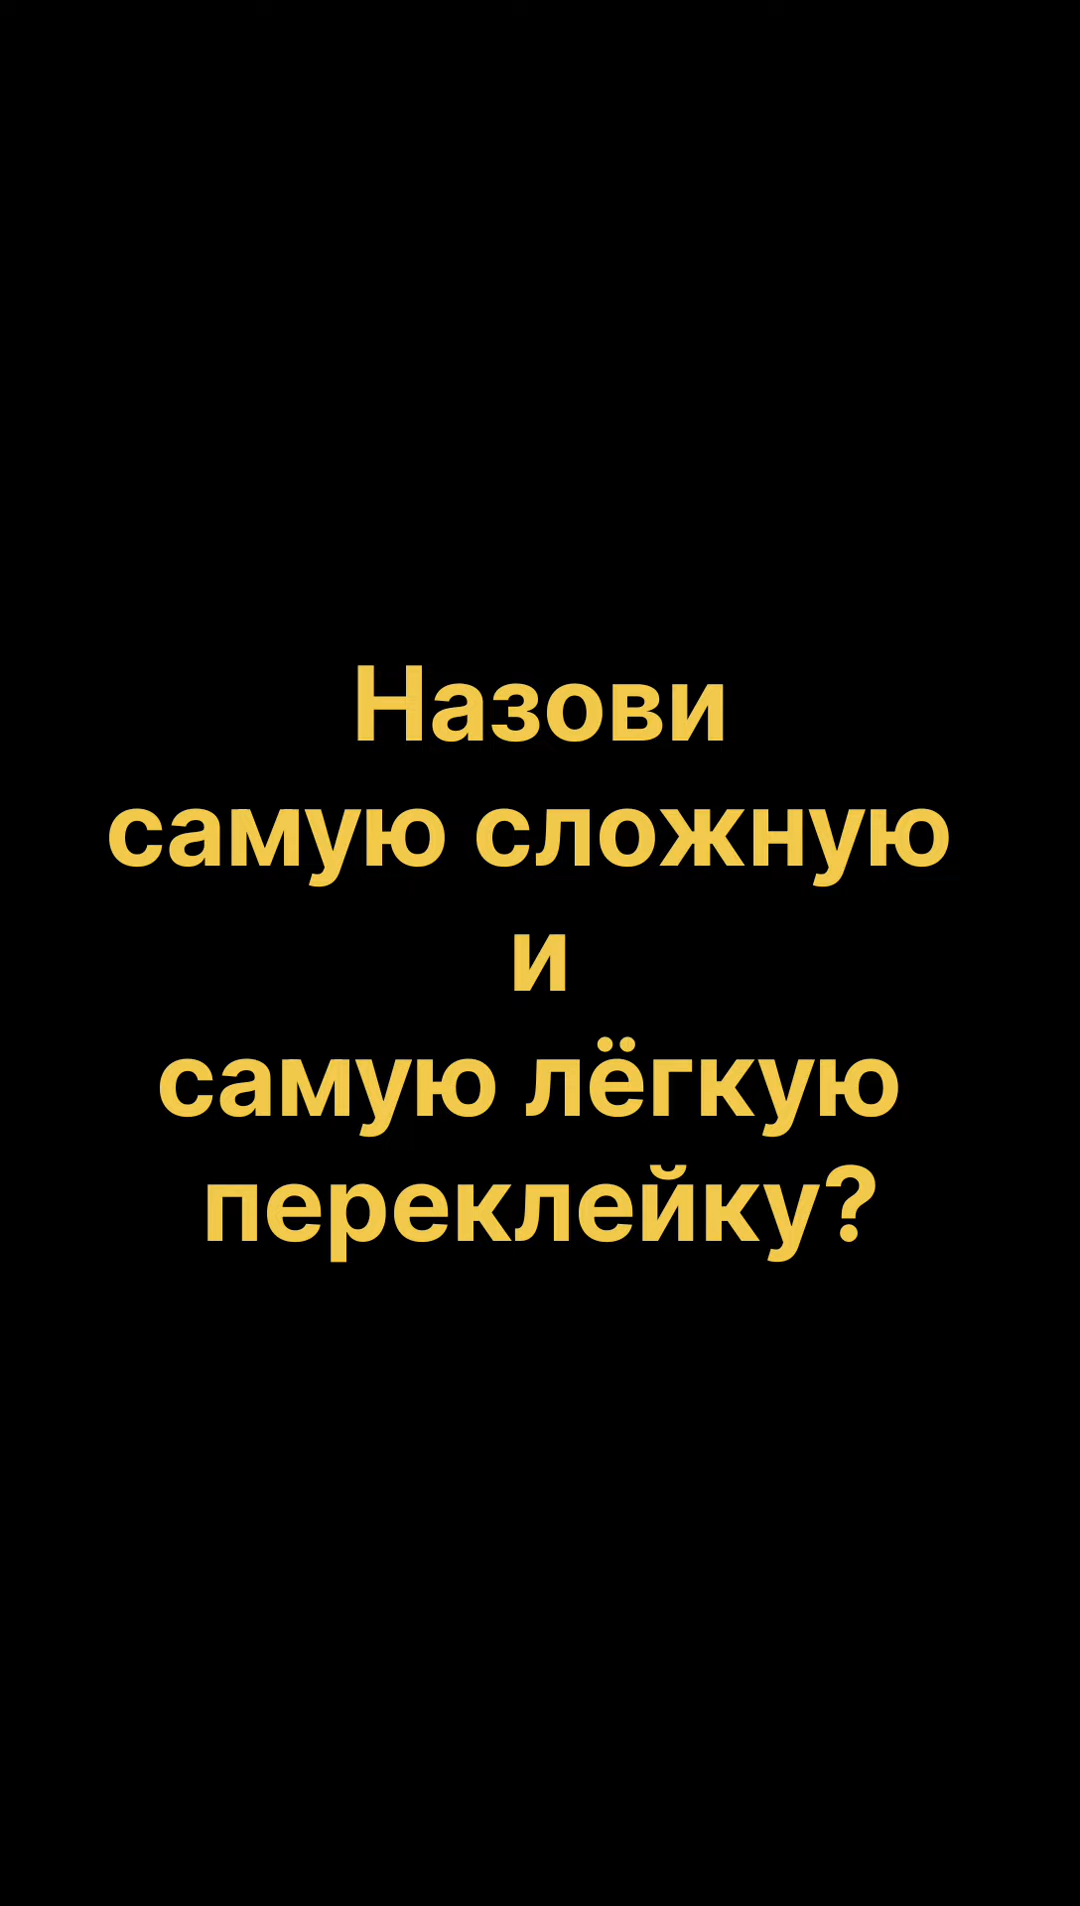 Назови
самую сложную
и
самую лёгкую
переклейку?